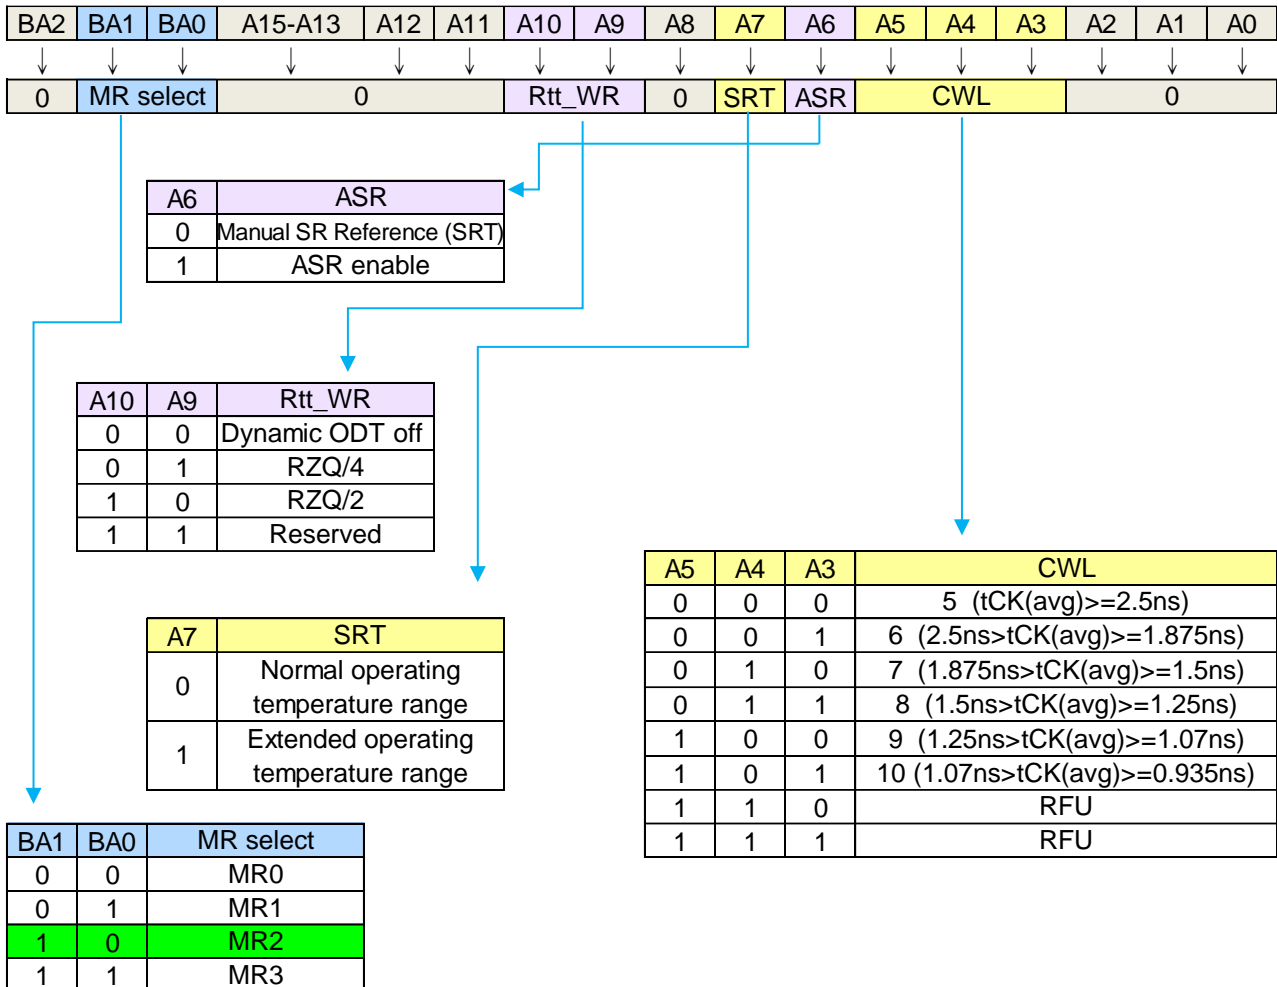 BA2 BA1 BA0 A15-A13 A12 A11 A10 A9 A8 A7 A6 A5 A4 A3 A2 A1 A0
0 MR select 0 Rtt_WR 0 SRT ASR CWL 0
A6 ASR
0 Manual SR Reference (SRT)
1 ASR enable
A10 A9 Rtt_WR
0 0 Dynamic ODT off
0 1 RZQ/4
1 0 RZQ/2
1 1 Reserved
A7 SRT
0 Normal operating
temperature range
1 Extended operating
temperature range
A5 A4 A3 CWL
0 0 0 5 (tCK(avg)>=2.5ns)
0 0 1 6 (2.5ns>tCK(avg)>=1.875ns)
0 1 0 7 (1.875ns>tCK(avg)>=1.5ns)
0 1 1 8 (1.5ns>tCK(avg)>=1.25ns)
1 0 0 9 (1.25ns>tCK(avg)>=1.07ns)
1 0 1 10 (1.07ns>tCK(avg)>=0.935ns)
1 1 0 RFU
1 1 1 RFU
BA1 BA0 MR select
0 0 MR0
0 1 MR1
1 0 MR2
1 1 MR3